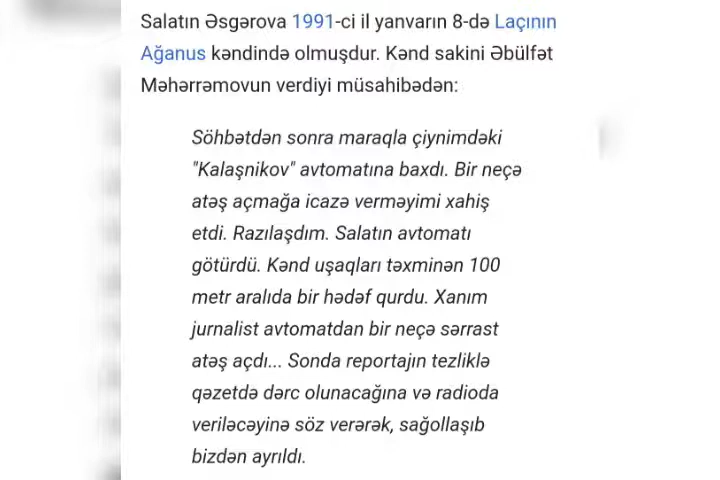 Salatın Əsgərova 1991-ci il yanvarın 8-də Laçının
Ağanus kəndində olmuşdur. Kənd sakini Əbülfət
Məhərrəmovun verdiyi müsahibədən:
Söhbətdən sonra maraqla çiynimdəki
"Kalaşnikov" avtomatına baxdı. Bir neçə
atəş açmağa icazə verməyimi xahiş
etdi. Razılaşdım. Salatın avtomatı
götürdü. Kənd uşaqları təxminən 100
metr aralıda bir hədəf qurdu. Xanım
jurnalist avtomatdan bir neçə sərrast
atəş açdı... Sonda reportajın tezliklə
qəzetdə dərc olunacağına və radioda
veriləcəyinə söz verərək, sağollaşıb
bizdən ayrıldı.